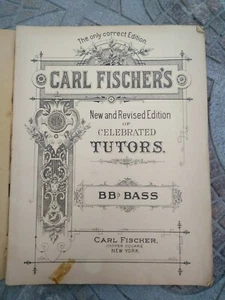 The only correct Edition
CARL FISCHER'S
New and Revised Edition
OF
CELEBRATED
TUTORS.
BB♭ BASS
CARL FISCHER,
COOPER SQUARE
NEW YORK.